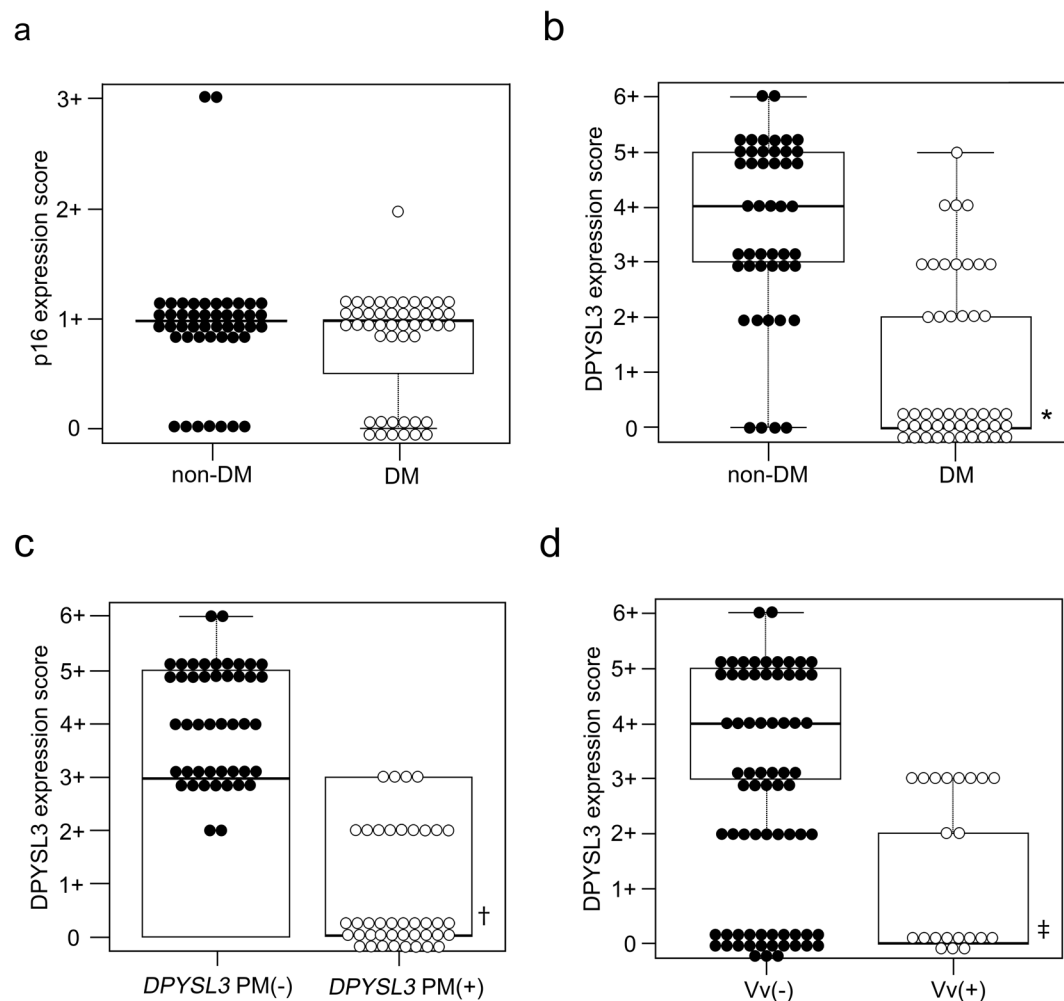 a
p16 expression score
3+
2+
1+
0
non-DM
DM
b
DPYSL3 expression score
6+
5+
4+
3+
2+
1+
0
*
non-DM
DM
c
DPYSL3 expression score
6+
5+
4+
3+
2+
1+
0
†
DPYSL3 PM(-)
DPYSL3 PM(+)
d
DPYSL3 expression score
6+
5+
4+
3+
2+
1+
0
‡
Vv(-)
Vv(+)